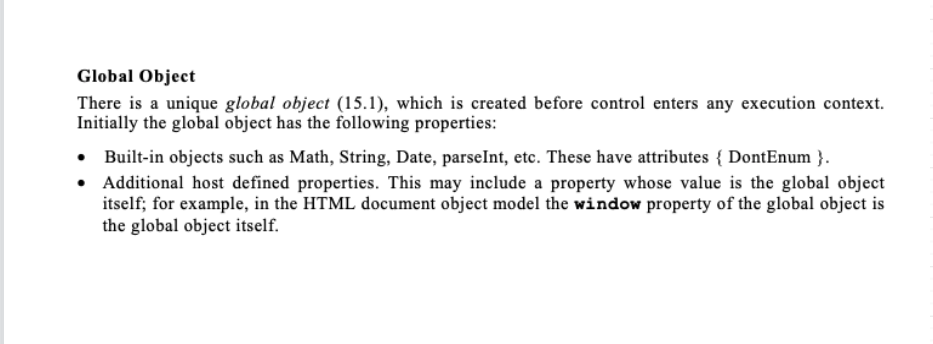 Global Object
There is a unique global object (15.1), which is created before control enters any execution context.
Initially the global object has the following properties:
• Built-in objects such as Math, String, Date, parseInt, etc. These have attributes { DontEnum }.
• Additional host defined properties. This may include a property whose value is the global object
itself; for example, in the HTML document object model the window property of the global object is
the global object itself.